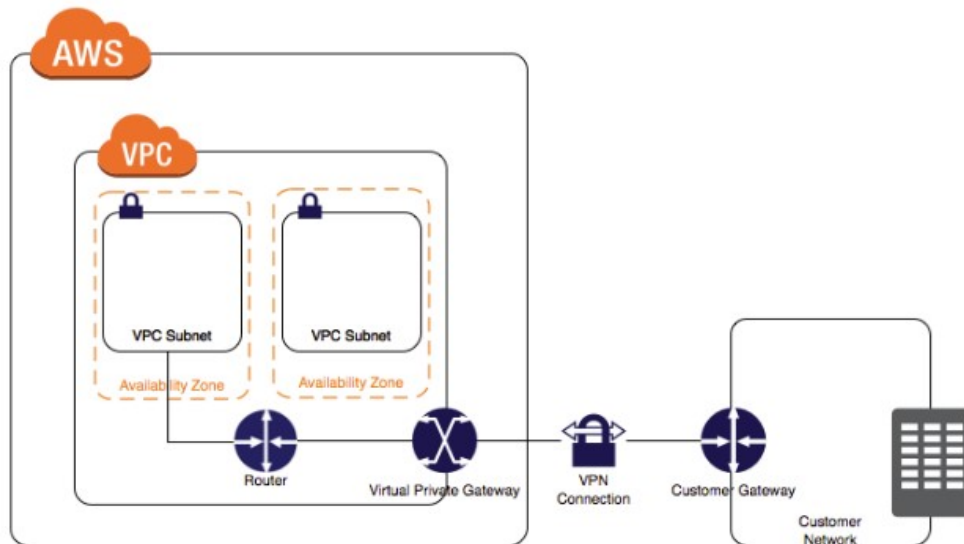 AWS
VPC
VPC Subnet
VPC Subnet
Availability Zone
Availability Zone
Router
Virtual Private Gateway
VPN
Connection
Customer Gateway
Customer
Network